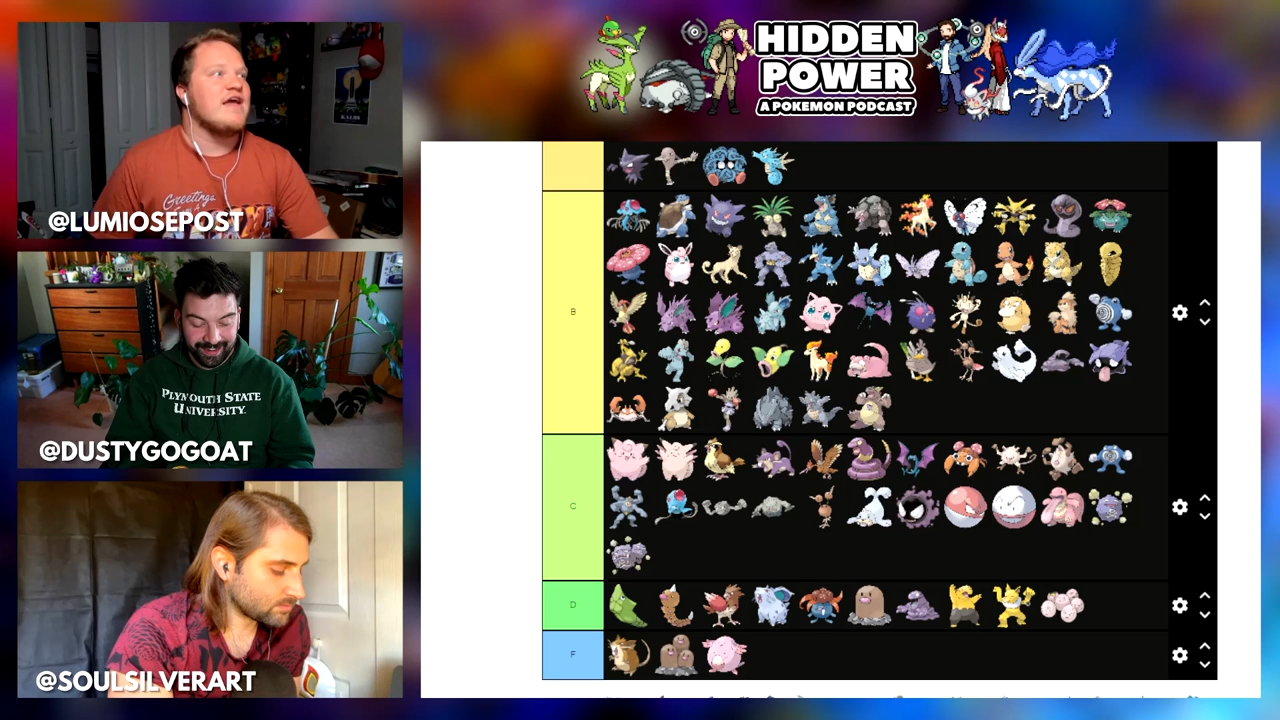 HIDDEN
POWER
A POKEMON PODCAST
Greetings
@LUMIOSEPOST
PLYMOUTH STATE
UNIVERSITY.
@DUSTYGOGOAT
@SOULSILVERART
B
C
D
F